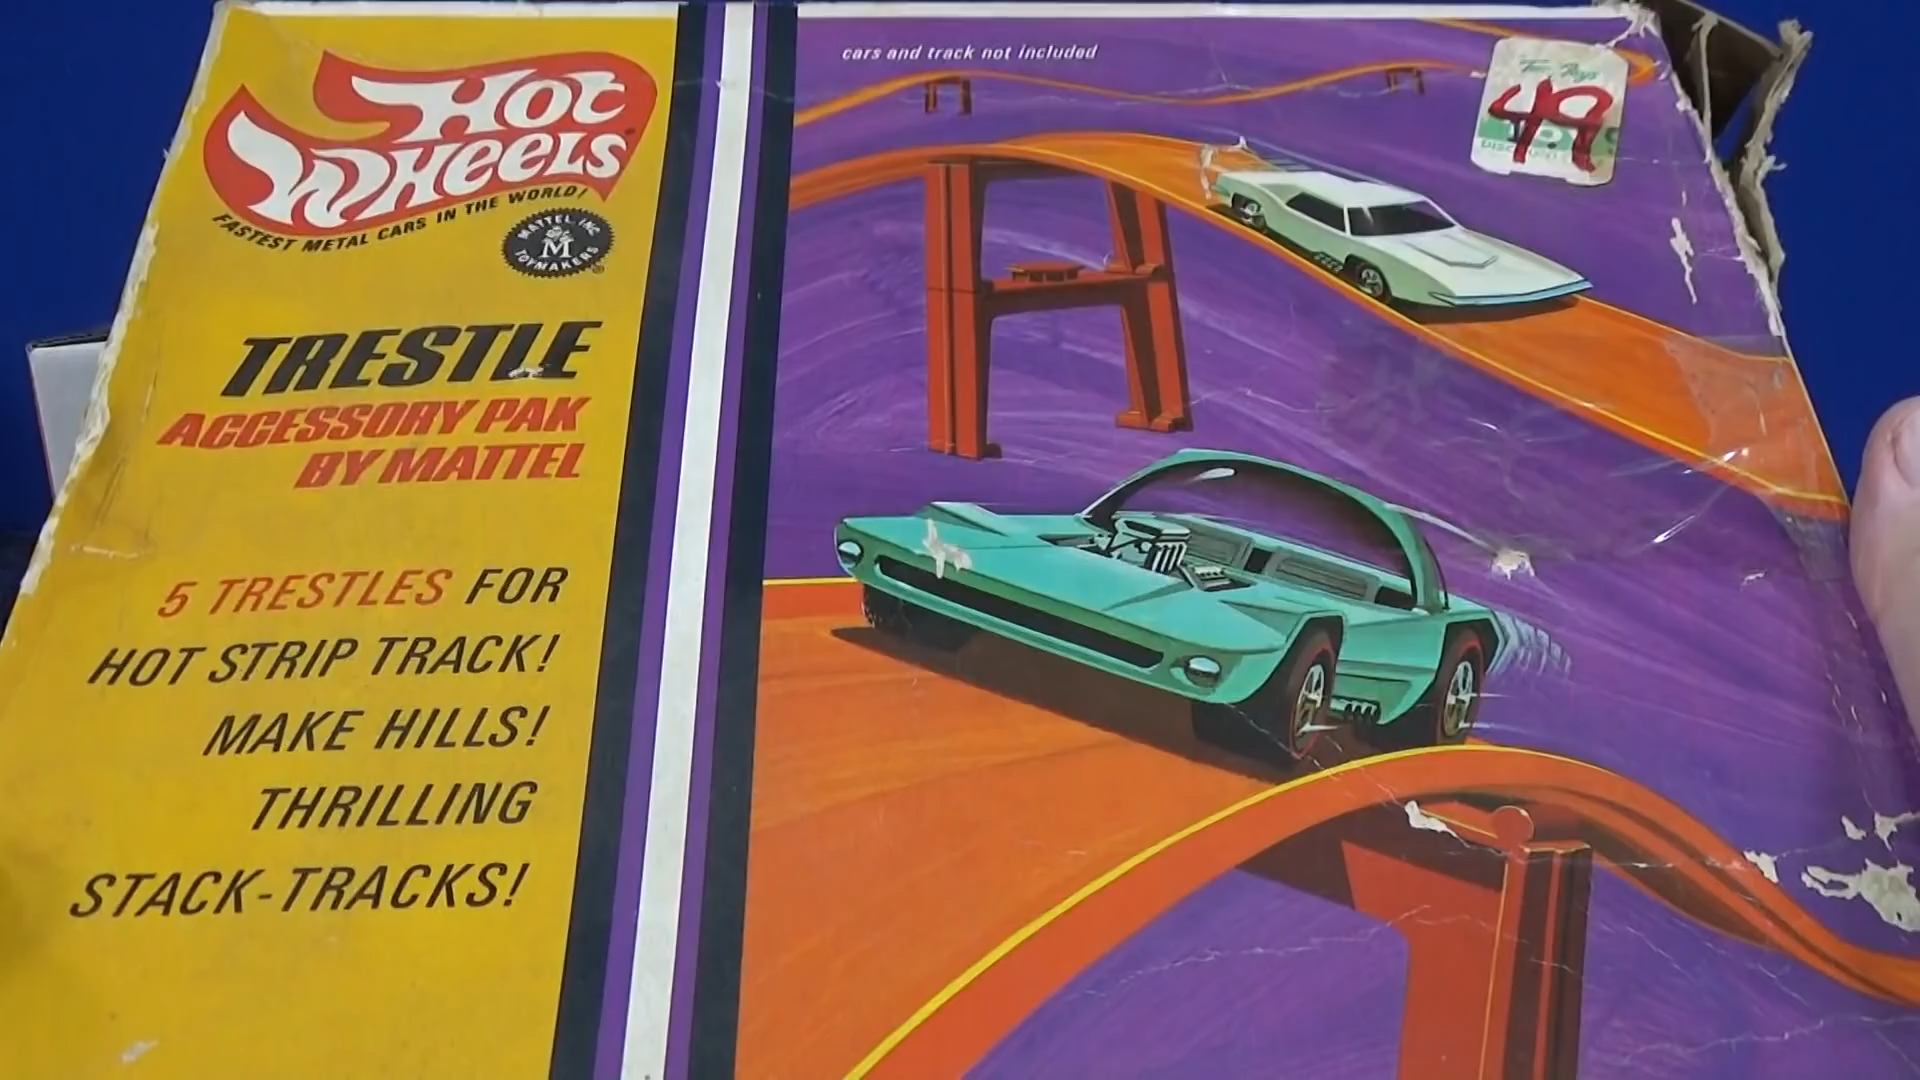 Hot
Wheels
FASTEST METAL CARS IN THE WORLD!
MATTEL, INC.
M
TOYMAKERS
TRESTLE
ACCESSORY PAK
BY MATTEL
5 TRESTLES FOR
HOT STRIP TRACK!
MAKE HILLS!
THRILLING
STACK-TRACKS!
cars and track not included
49